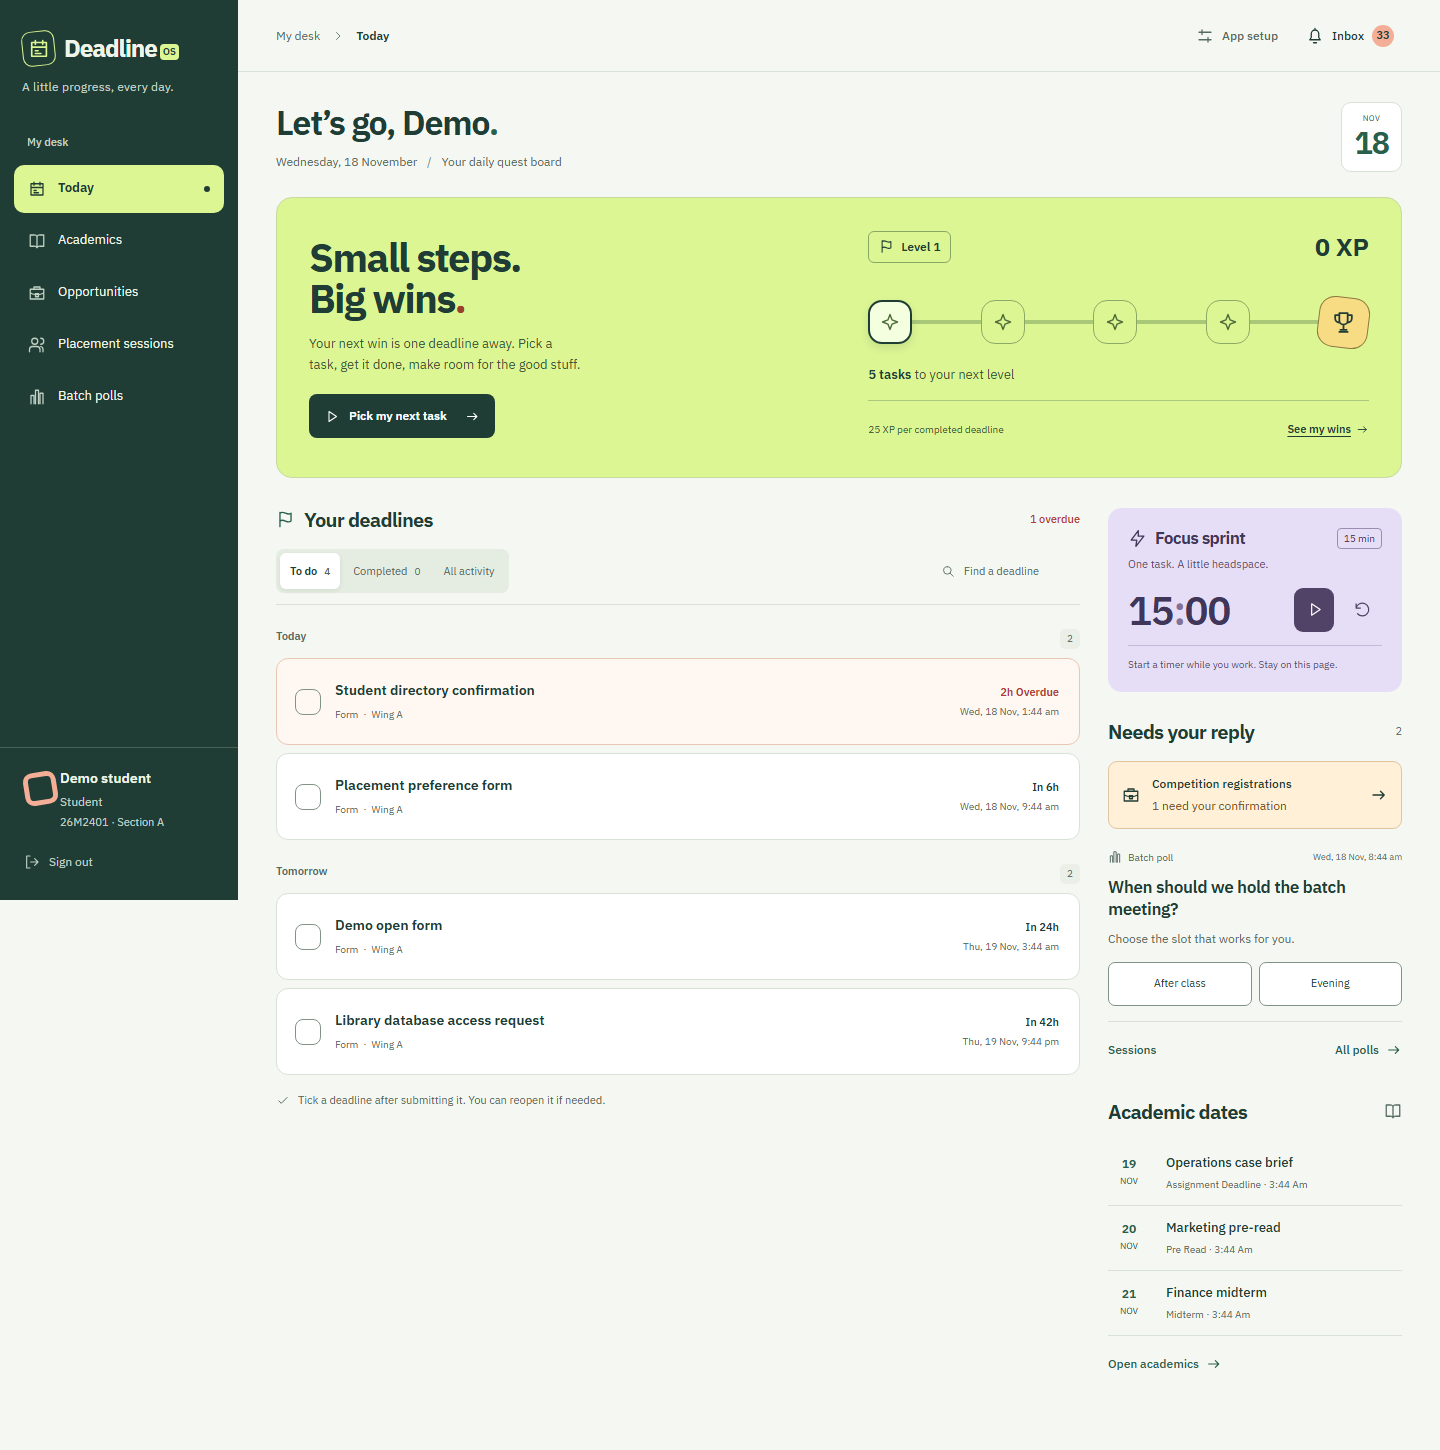 Deadline OS
A little progress, every day.
My desk
Today
Academics
Opportunities
Placement sessions
Batch polls
Demo student
Student
26M2401 · Section A
Sign out
My desk > Today
App setup
Inbox 33
Let’s go, Demo.
Wednesday, 18 November / Your daily quest board
NOV
18
Small steps.
Big wins.
Your next win is one deadline away. Pick a
task, get it done, make room for the good stuff.
Pick my next task
Level 1
0 XP
5 tasks to your next level
25 XP per completed deadline
See my wins
Your deadlines
1 overdue
To do 4
Completed 0
All activity
Find a deadline
Today
2
Student directory confirmation
Form · Wing A
2h Overdue
Wed, 18 Nov, 1:44 am
Placement preference form
Form · Wing A
In 6h
Wed, 18 Nov, 9:44 am
Tomorrow
2
Demo open form
Form · Wing A
In 24h
Thu, 19 Nov, 3:44 am
Library database access request
Form · Wing A
In 42h
Thu, 19 Nov, 9:44 pm
Tick a deadline after submitting it. You can reopen it if needed.
Focus sprint
15 min
One task. A little headspace.
15:00
Start a timer while you work. Stay on this page.
Needs your reply
2
Competition registrations
1 need your confirmation
Batch poll
Wed, 18 Nov, 8:44 am
When should we hold the batch
meeting?
Choose the slot that works for you.
After class
Evening
Sessions
All polls
Academic dates
19
NOV
Operations case brief
Assignment Deadline · 3:44 Am
20
NOV
Marketing pre-read
Pre Read · 3:44 Am
21
NOV
Finance midterm
Midterm · 3:44 Am
Open academics